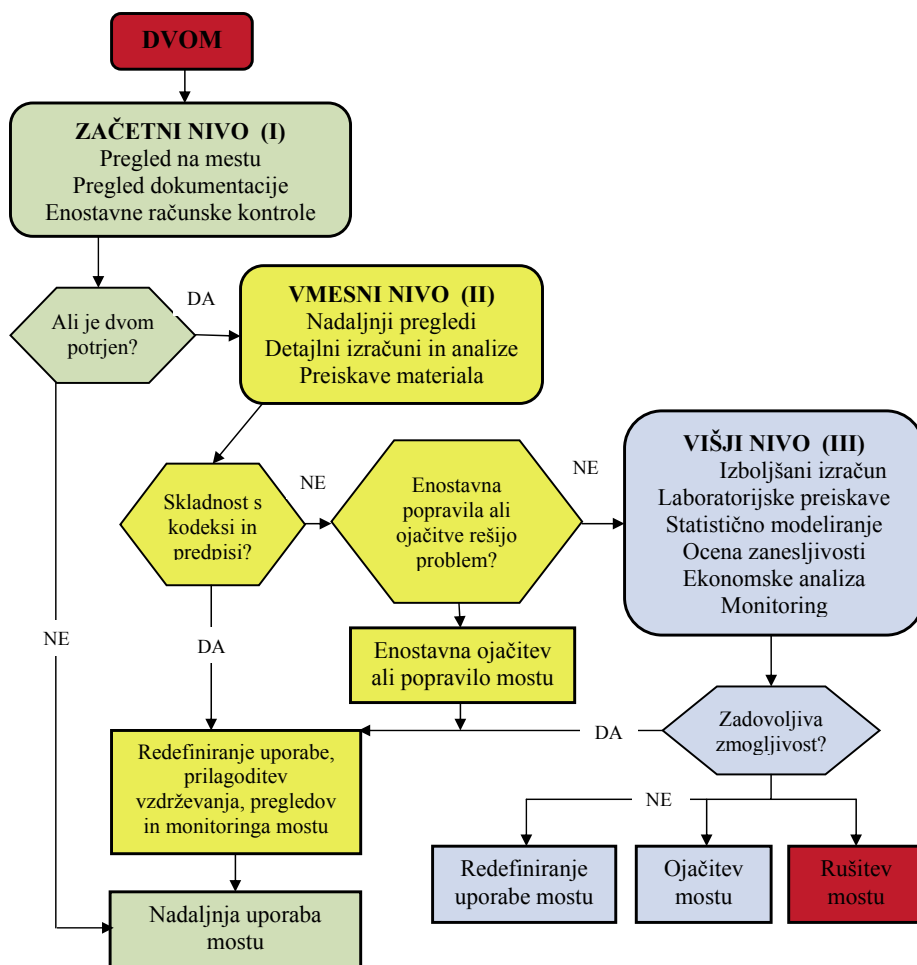 DVOM
ZAČETNI NIVO (I)
Pregled na mestu
Pregled dokumentacije
Enostavne računske kontrole
Ali je dvom
potrjen?
DA
VMESNI NIVO (II)
Nadaljnji pregledi
Detajlni izračuni in analize
Preiskave materiala
NE
Skladnost s
kodeksi in
predpisi?
NE
Enostavna
popravila ali
ojačitve rešijo
problem?
NE
VIŠJI NIVO (III)
Izboljšani izračun
Laboratorijske preiskave
Statistično modeliranje
Ocena zanesljivosti
Ekonomske analiza
Monitoring
DA
Enostavna ojačitev
ali popravilo mostu
Zadovoljiva
zmogljivost?
DA
Redefiniranje uporabe,
prilagoditev
vzdrževanja, pregledov
in monitoringa mostu
NE
Redefiniranje
uporabe mostu
Ojačitev
mostu
Rušitev
mostu
Nadaljnja uporaba
mostu